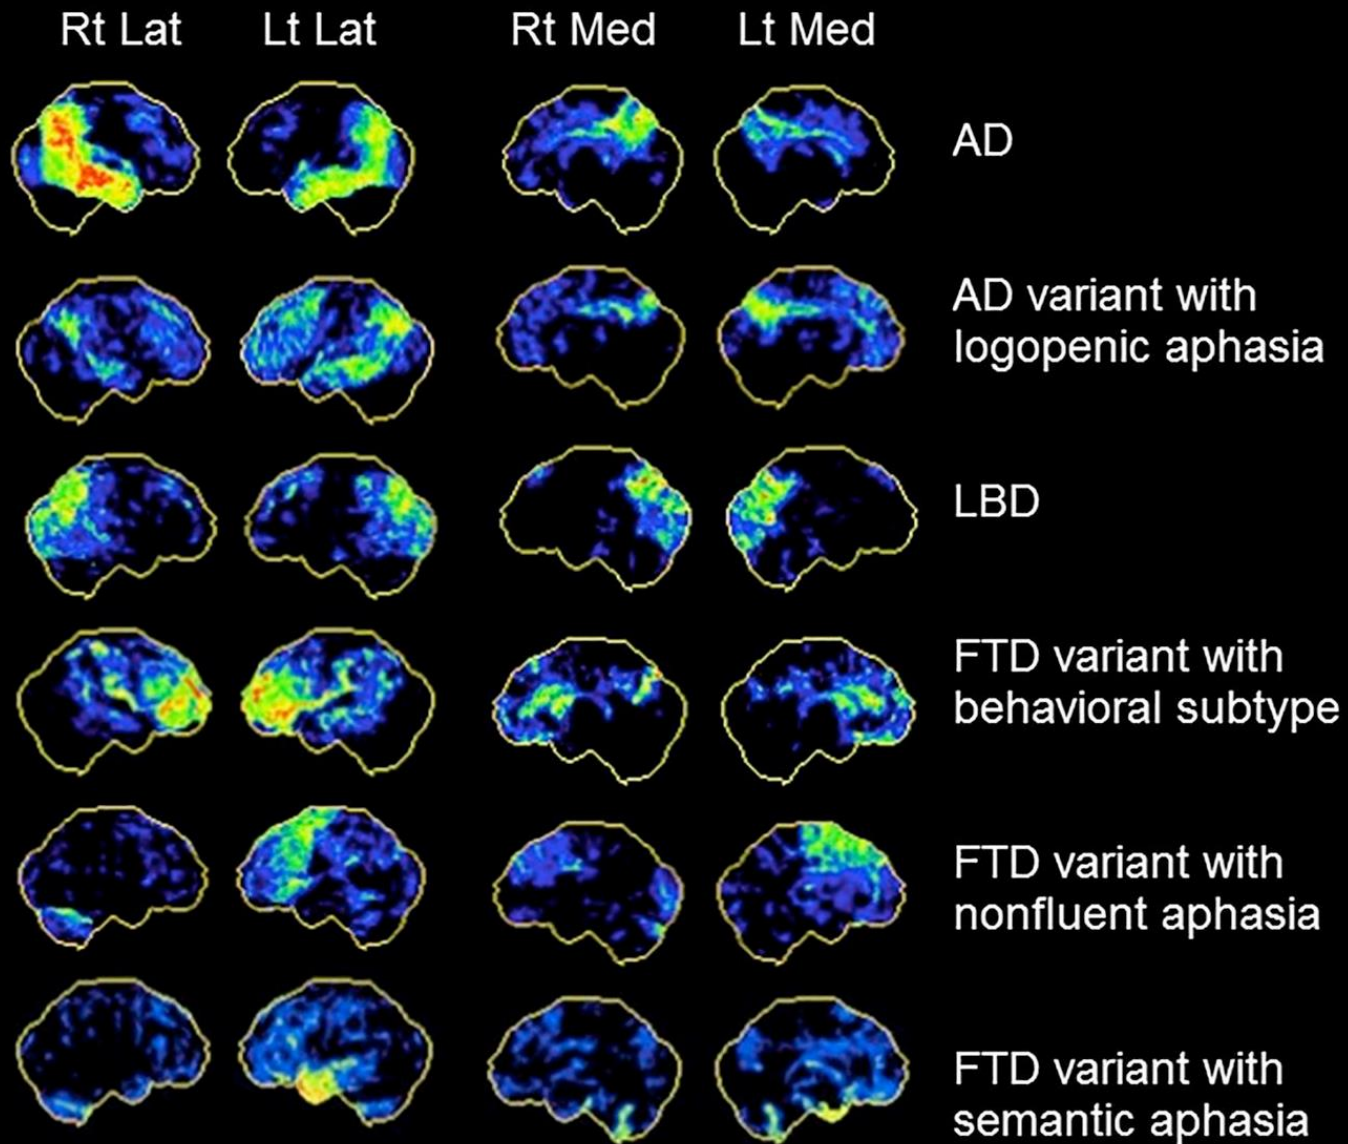 Rt Lat Lt Lat Rt Med Lt Med
AD
AD variant with
logopenic aphasia
LBD
FTD variant with
behavioral subtype
FTD variant with
nonfluent aphasia
FTD variant with
semantic aphasia